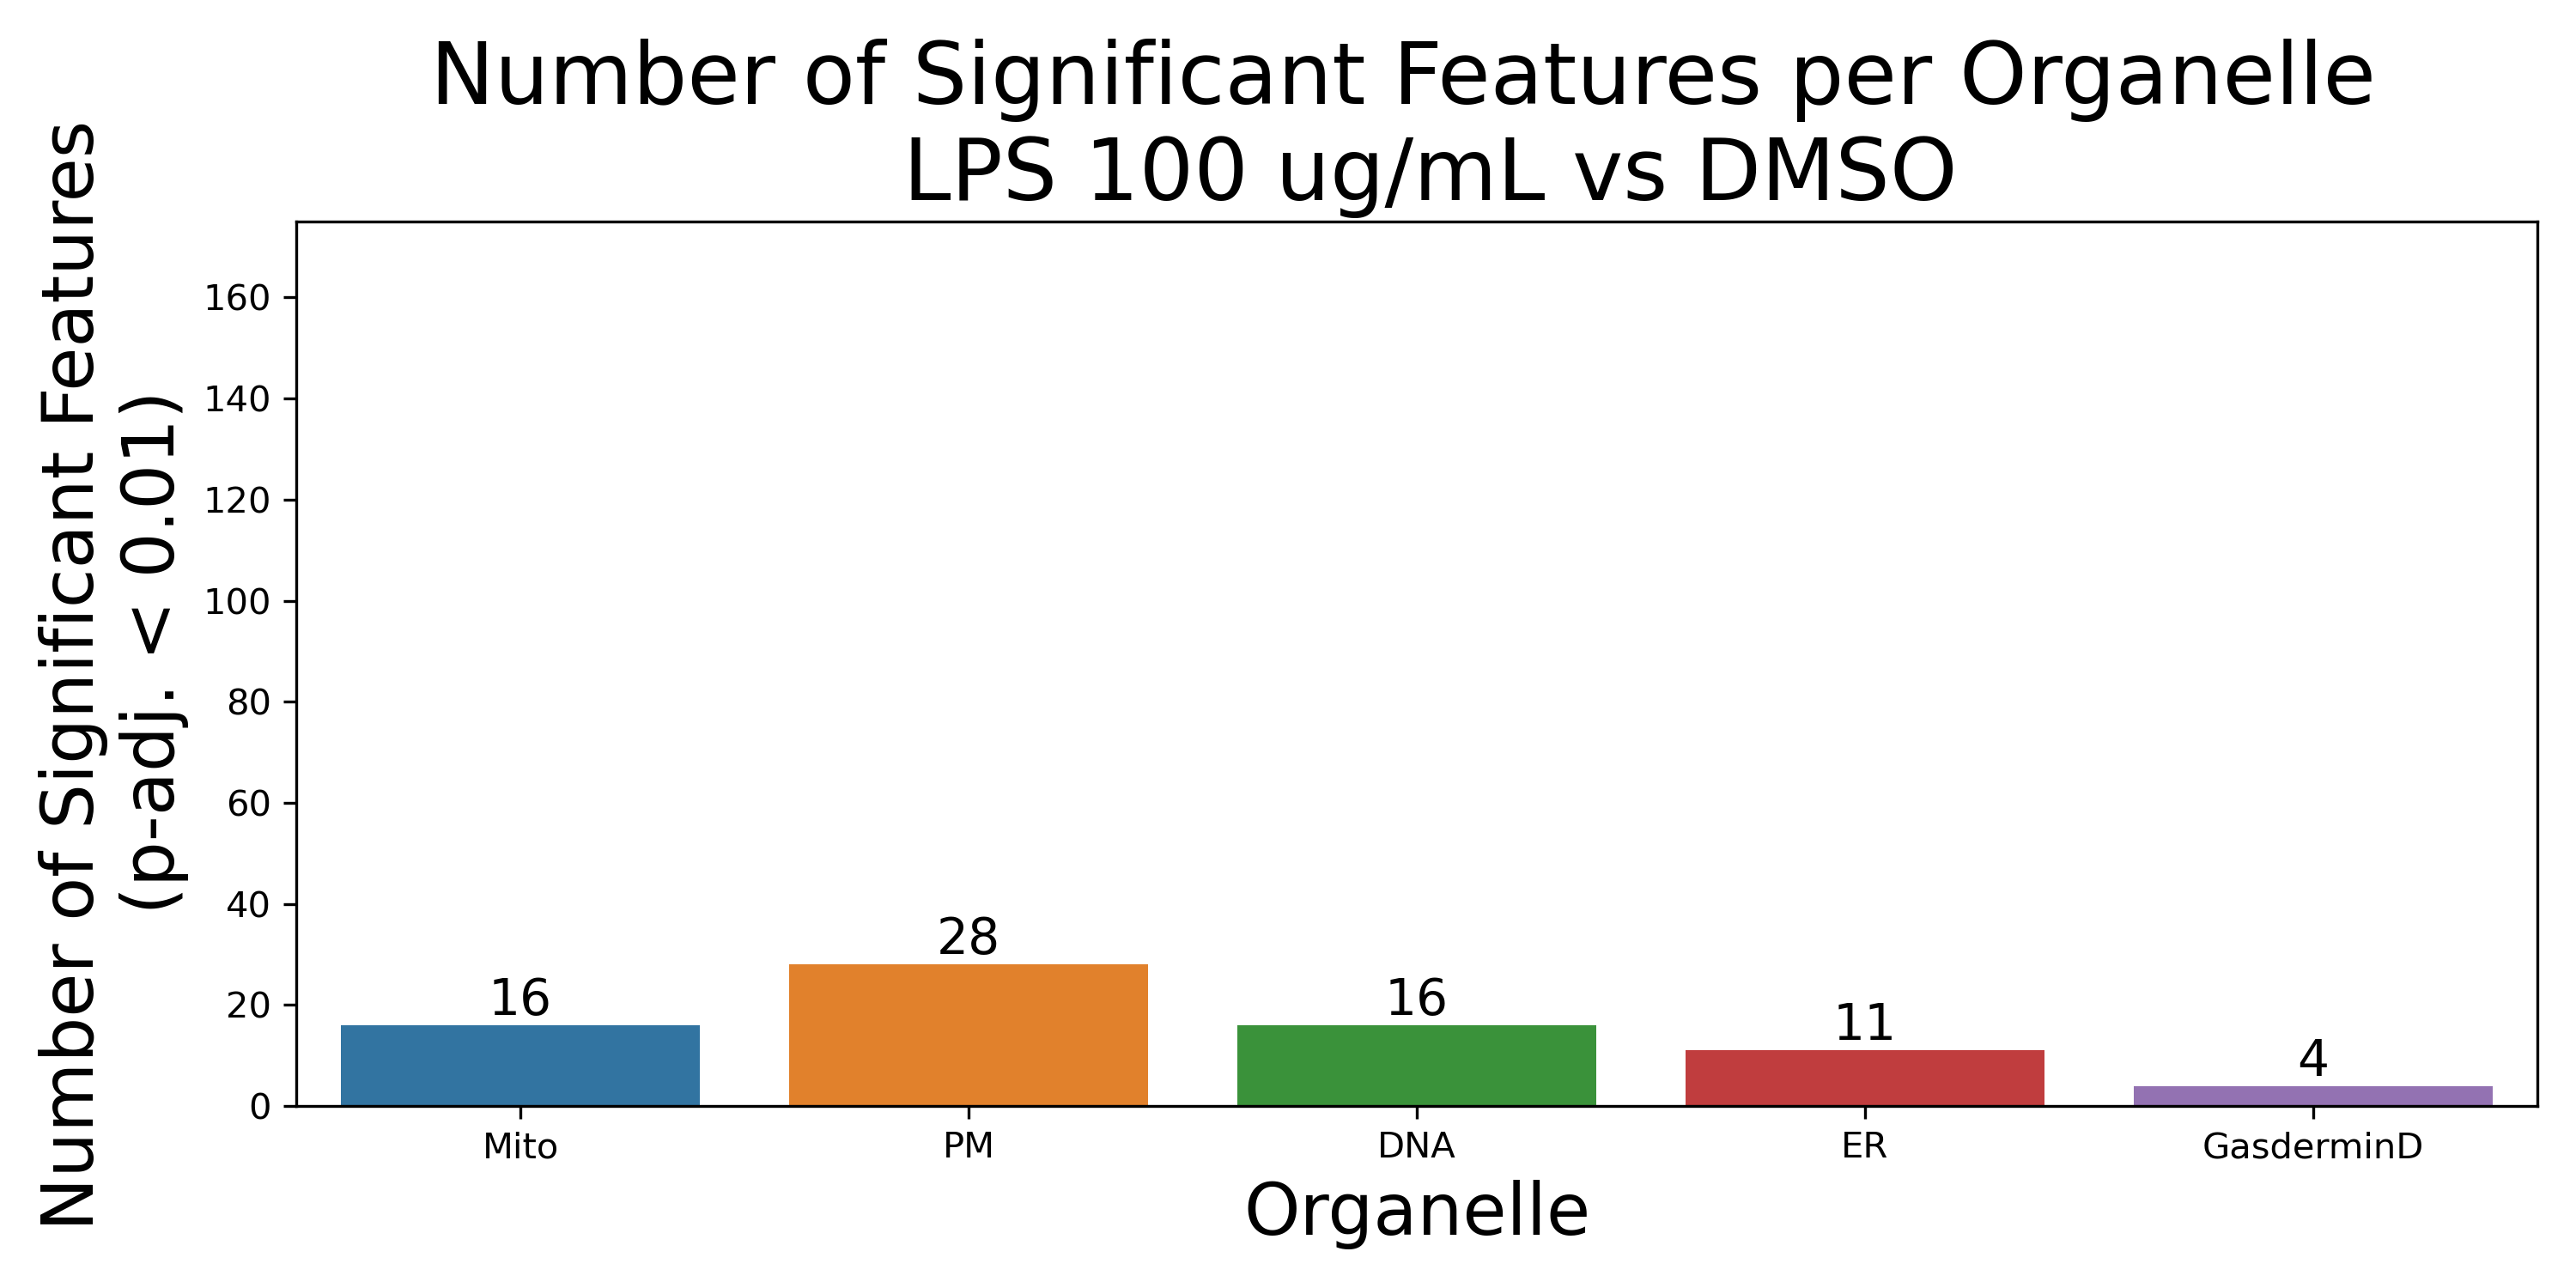 Number of Significant Features per Organelle
LPS 100 ug/mL vs DMSO
Number of Significant Features
(p-adj. < 0.01)
160
140
120
100
80
60
40
20
0
16
28
16
11
4
Mito
PM
DNA
ER
GasderminD
Organelle